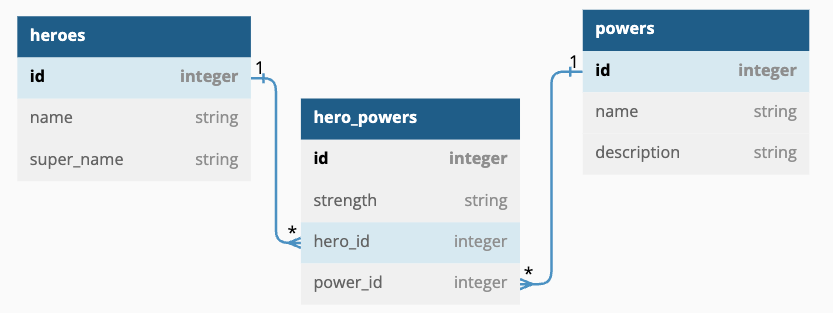 heroes
id integer
name string
super_name string
1
*
hero_powers
id integer
strength string
hero_id integer
power_id integer
1
*
powers
id integer
name string
description string